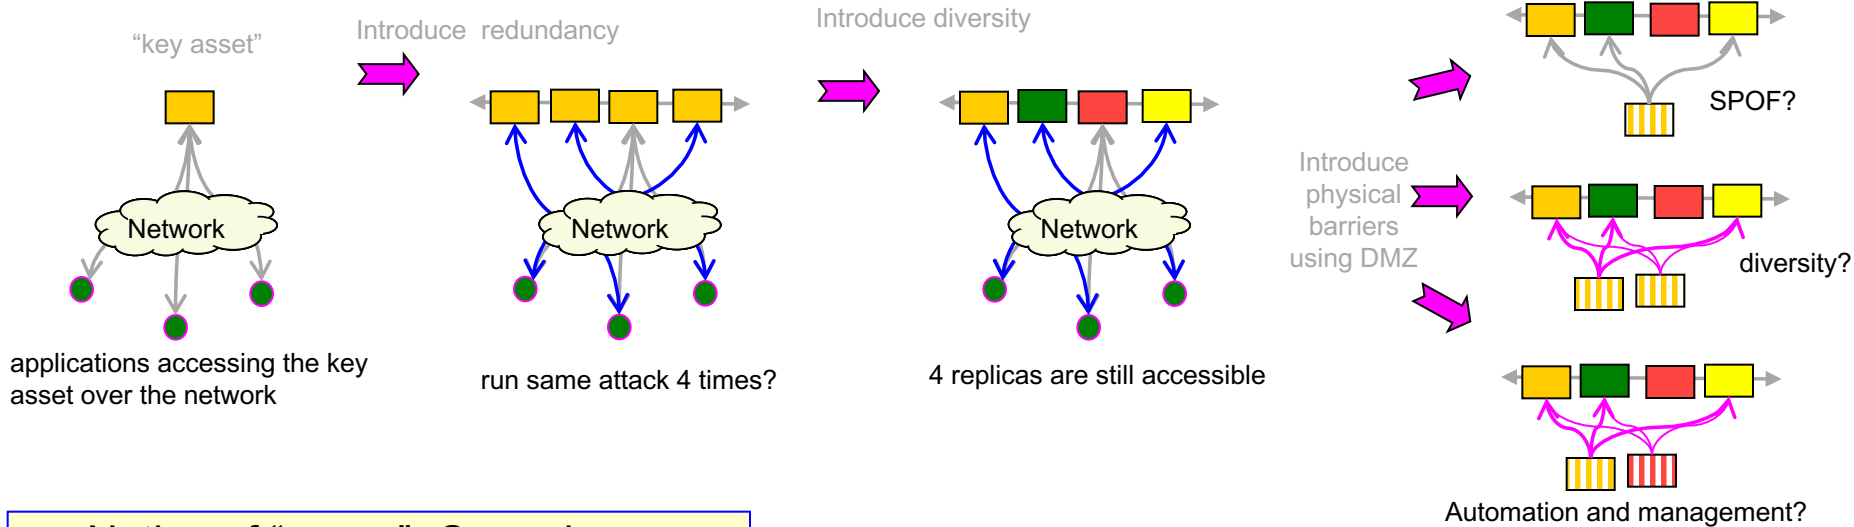 “key asset”
Introduce redundancy
Introduce diversity
SPOF?
Introduce
physical
barriers
using DMZ
Network
Network
Network
diversity?
applications accessing the key
asset over the network
run same attack 4 times?
4 replicas are still accessible
Automation and management?